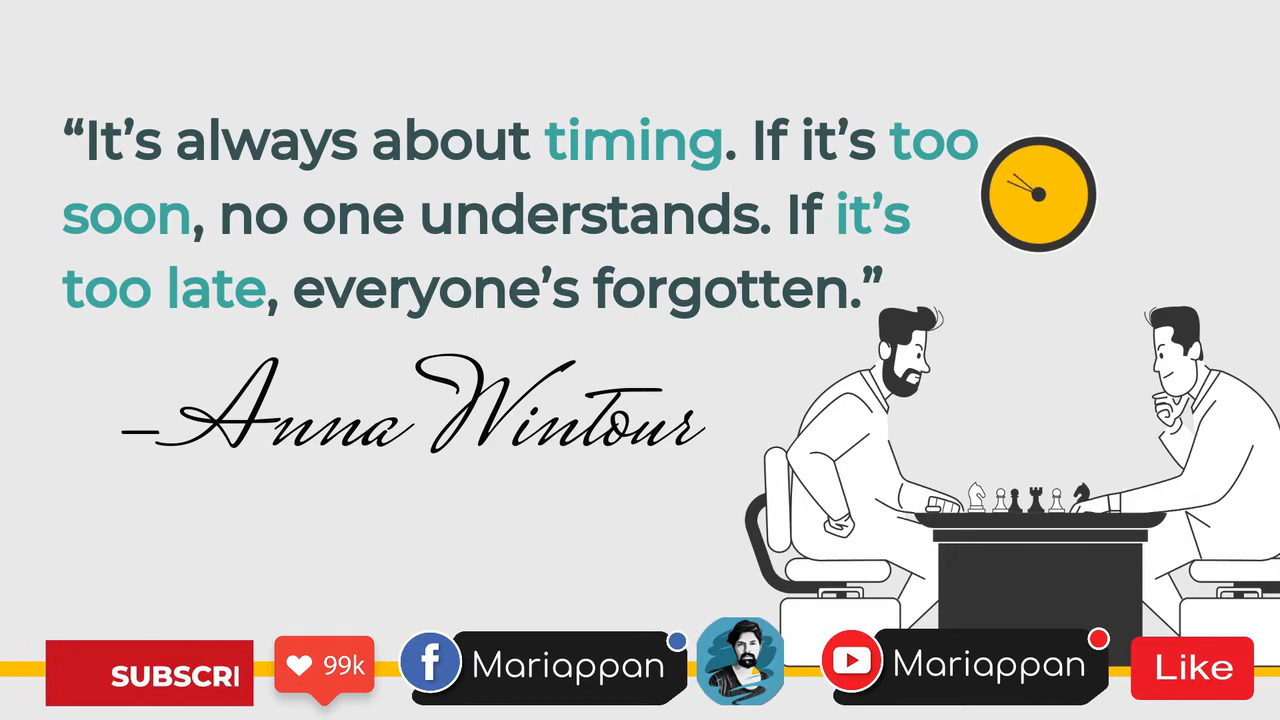 “It’s always about timing. If it’s too
soon, no one understands. If it’s
too late, everyone’s forgotten.”
–Anna Wintour
SUBSCRI
99k
Mariappan
Mariappan
Like